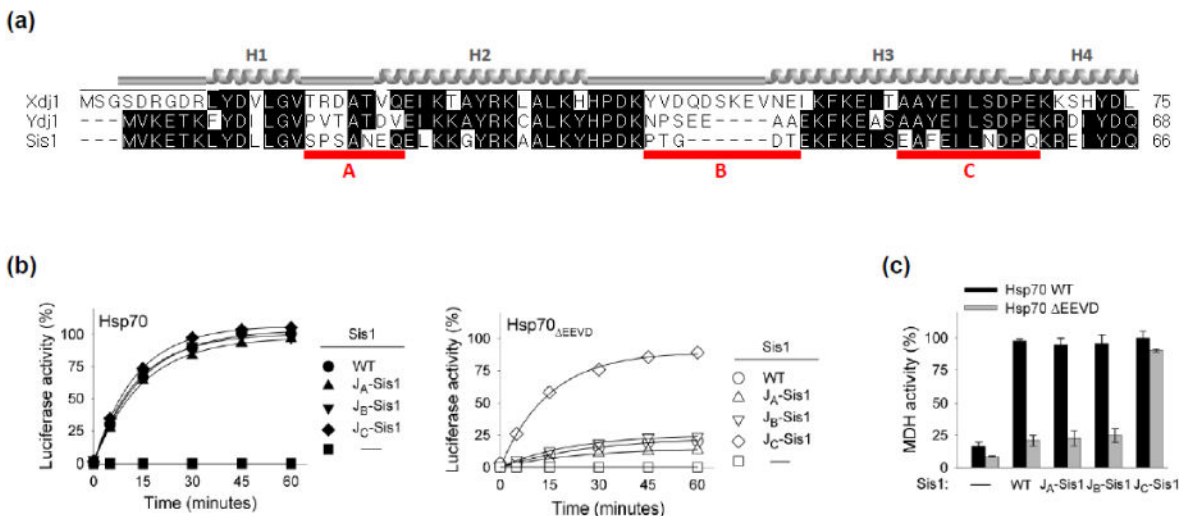 (a)
H1 H2 H3 H4
Xdj1 MSGSDRGDRLYDVLGVTRDATVQEIKTAYRKLALKHHPDKYVDQDSKEVNEIKFKEITAAYEILSDPEKKSHYDL 75
Ydj1 ---MVKETKFYDILGVPVTATDVEIKKAYRKCALKYHPDKNPSEE----AAEKFKEASAAYEILSDPEKRDIYDQ 68
Sis1 ---MVKETKLYDLLGVSPSANEQELKKGYRKAALKYHPDKPTG------DTEKFKEISEAFEILNDPQKREIYDQ 66
A B C
(b)
Luciferase activity (%)
100
75
50
25
0
Hsp70
0 15 30 45 60
Time (minutes)
Sis1
WT
JA-Sis1
JB-Sis1
JC-Sis1
—
Luciferase activity (%)
100
75
50
25
0
Hsp70ΔEEVD
0 15 30 45 60
Time (minutes)
Sis1
WT
JA-Sis1
JB-Sis1
JC-Sis1
—
(c)
Hsp70 WT
Hsp70 ΔEEVD
MDH activity (%)
100
75
50
25
0
Sis1: — WT JA-Sis1 JB-Sis1 JC-Sis1